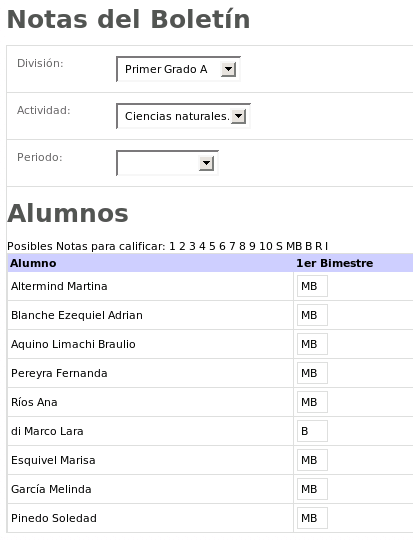 Notas del Boletín
División: Primer Grado A
Actividad: Ciencias naturales.
Periodo:
Alumnos
Posibles Notas para calificar: 1 2 3 4 5 6 7 8 9 10 S MB B R I
Alumno 1er Bimestre
Altermind Martina MB
Blanche Ezequiel Adrian MB
Aquino Limachi Braulio MB
Pereyra Fernanda MB
Ríos Ana MB
di Marco Lara B
Esquivel Marisa MB
García Melinda MB
Pinedo Soledad MB